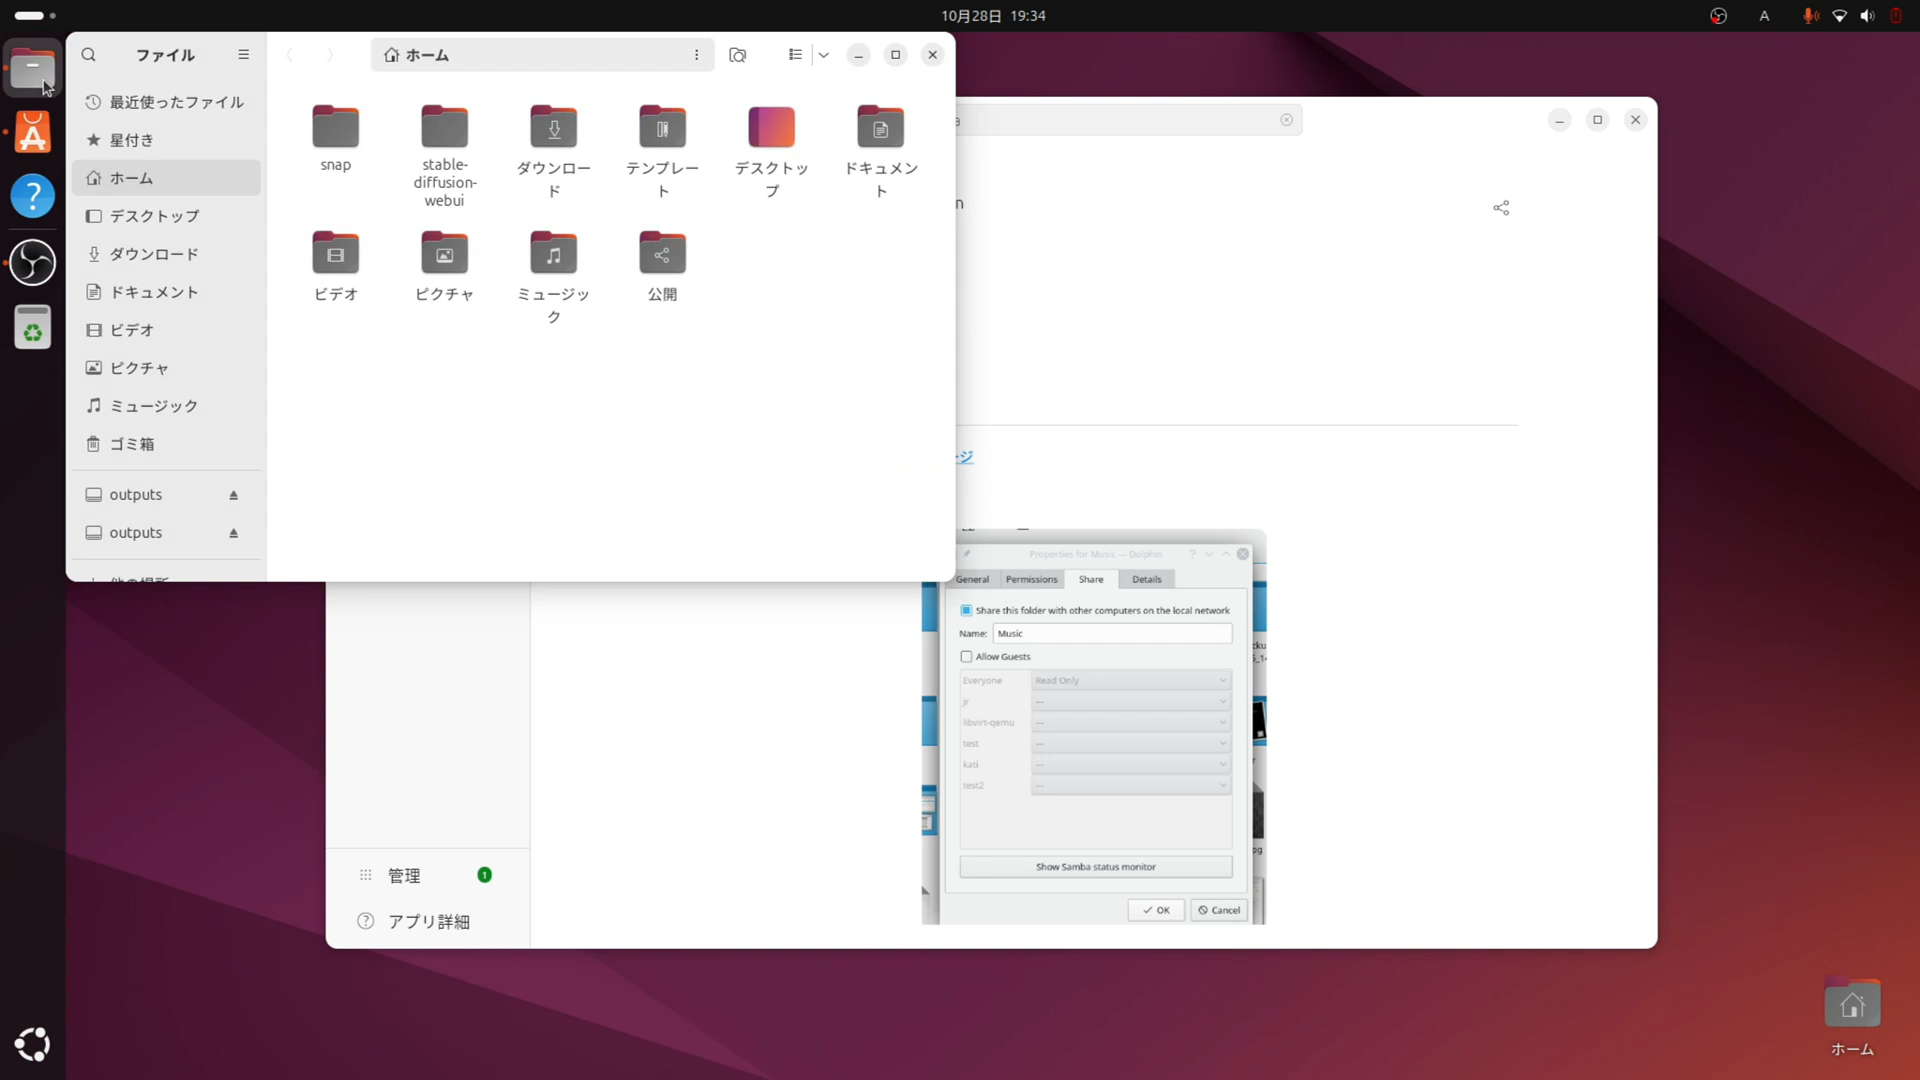 10月28日 19:34
A
ファイル
ホーム
最近使ったファイル
星付き
ホーム
デスクトップ
ダウンロード
ドキュメント
ビデオ
ピクチャ
ミュージック
ゴミ箱
outputs
outputs
snap
stable-
diffusion-
webui
ダウンロー
ド
テンプレー
ト
デスクトッ
プ
ドキュメン
ト
ビデオ
ピクチャ
ミュージッ
ク
公開
a
n
ージ
Properties for Music — Dolphin
General
Permissions
Share
Details
Share this folder with other computers on the local network
Name:
Music
Allow Guests
Everyone
Read Only
jr
---
libvirt-qemu
---
test
---
kati
---
test2
---
Show Samba status monitor
OK
Cancel
管理
1
アプリ詳細
ホーム